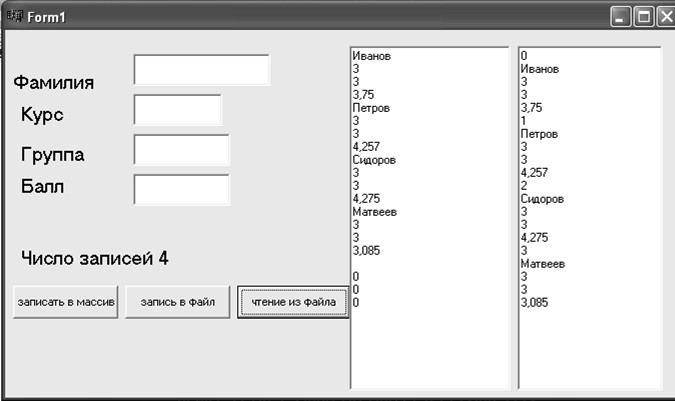 Form1
Фамилия
Курс
Группа
Балл
Число записей 4
записать в массив
запись в файл
чтение из файла
Иванов
3
3
3,75
Петров
3
3
4,257
Сидоров
3
3
4,275
Матвеев
3
3
3,085
0
0
0
0
Иванов
3
3
3,75
1
Петров
3
3
4,257
2
Сидоров
3
3
4,275
3
Матвеев
3
3
3,085